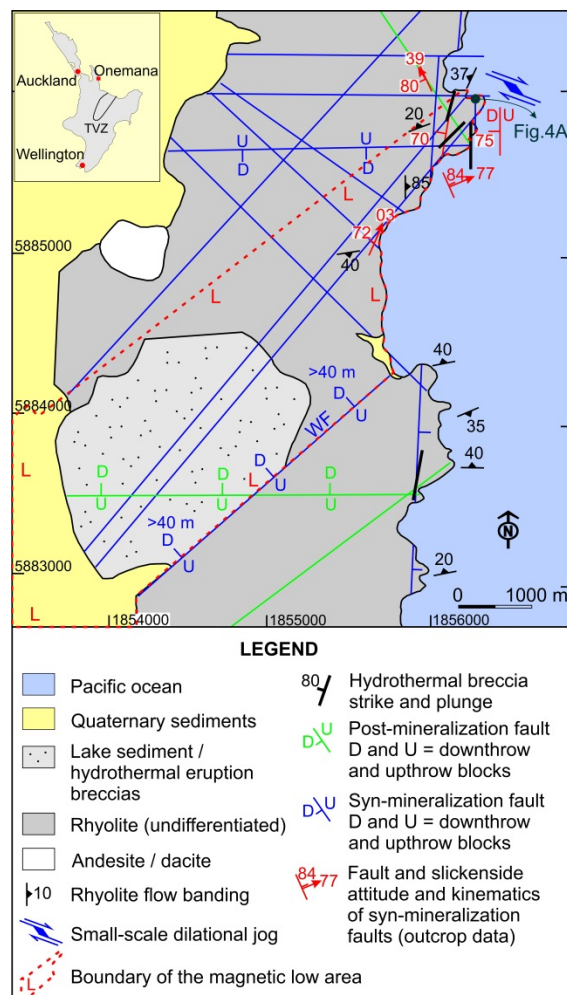 Auckland
Onemana
TVZ
Wellington
39
80
37
20
70
D U
75
Fig.4A
U
U
D
D
L
85
84
77
03
72
5885000
40
L
L
>40 m
40
D
U
WF
5884000
35
L
D
D
D
D
40
L
U
U
U
U
>40 m
D
U
20
5883000
N
L
0 1000 m
1854000
1855000
1856000
LEGEND
Pacific ocean
Quaternary sediments
Lake sediment /
hydrothermal eruption
breccias
Rhyolite (undifferentiated)
Andesite / dacite
10 Rhyolite flow banding
Small-scale dilational jog
L Boundary of the magnetic low area
80 Hydrothermal breccia
strike and plunge
D U Post-mineralization fault
D and U = downthrow
and upthrow blocks
D U Syn-mineralization fault
D and U = downthrow
and upthrow blocks
84 77 Fault and slickenside
attitude and kinematics
of syn-mineralization
faults (outcrop data)